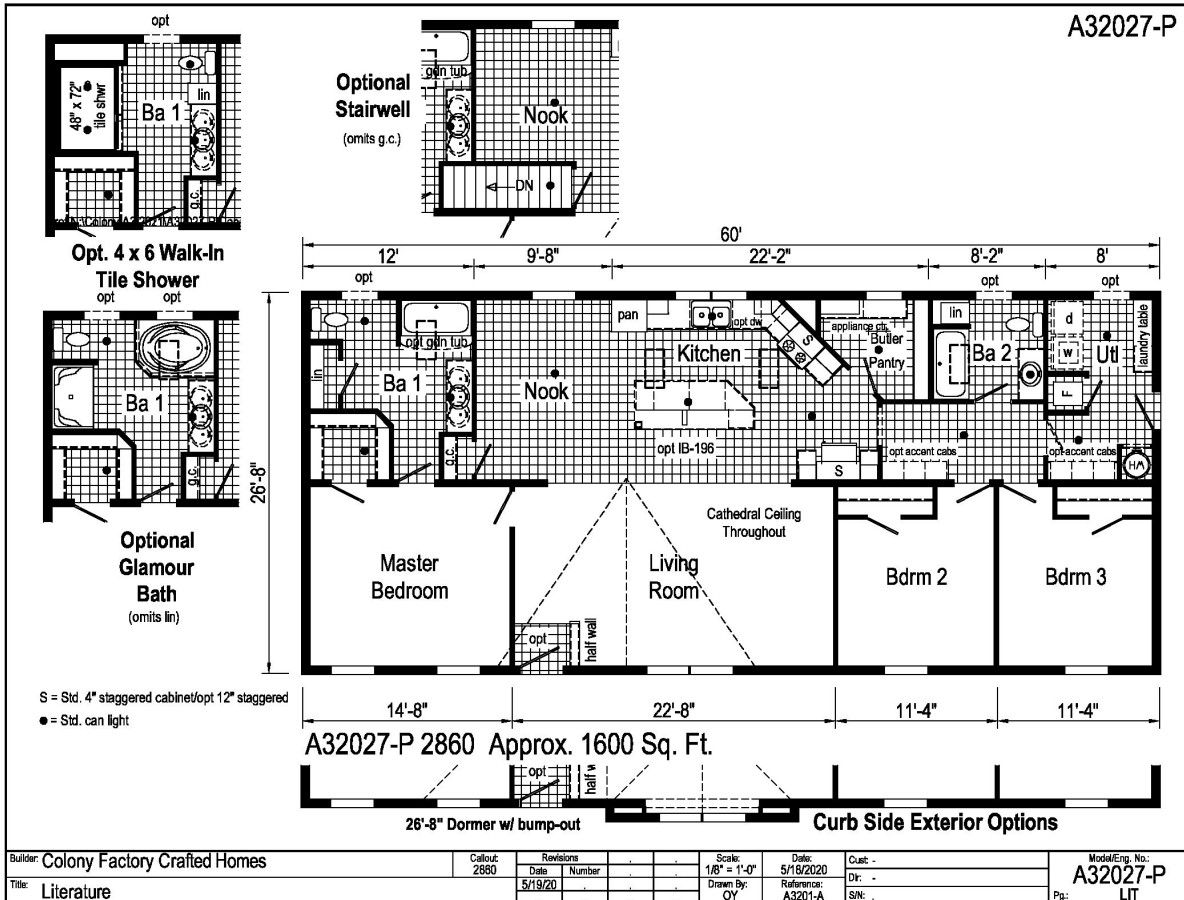 A32027-P
opt
48" x 72"
tile shwr
Ba 1
lin
g.c.
Opt. 4 x 6 Walk-In
Tile Shower
Optional
Stairwell
(omits g.c.)
gdn tub
Nook
DN
opt
opt
Ba 1
g.c.
Optional
Glamour
Bath
(omits lin)
60'
12'
9'-8"
22'-2"
8'-2"
8'
opt
opt
opt
26'-8"
lin
opt gdn tub
Ba 1
g.c.
Nook
pan
opt dw
S
Kitchen
opt IB-196
S
appliance ctr.
Butler
Pantry
lin
Ba 2
d
w
Utl
laundry table
F
opt accent cabs
opt accent cabs
HW
Master
Bedroom
Living
Room
Cathedral Ceiling
Throughout
Bdrm 2
Bdrm 3
opt
half wall
S = Std. 4" staggered cabinet/opt 12" staggered
● = Std. can light
14'-8"
22'-8"
11'-4"
11'-4"
A32027-P 2860 Approx. 1600 Sq. Ft.
opt
half w
26'-8" Dormer w/ bump-out
Curb Side Exterior Options
Builder: Colony Factory Crafted Homes
Title: Literature
Callout:
2860
Revisions
Date Number
5/19/20
Scale:
1/8" = 1'-0"
Drawn By:
OY
Date:
5/18/2020
Reference:
A3201-A
Cust: -
Dir: -
S/N: .
Model/Eng. No.:
A32027-P
Pg.: LIT